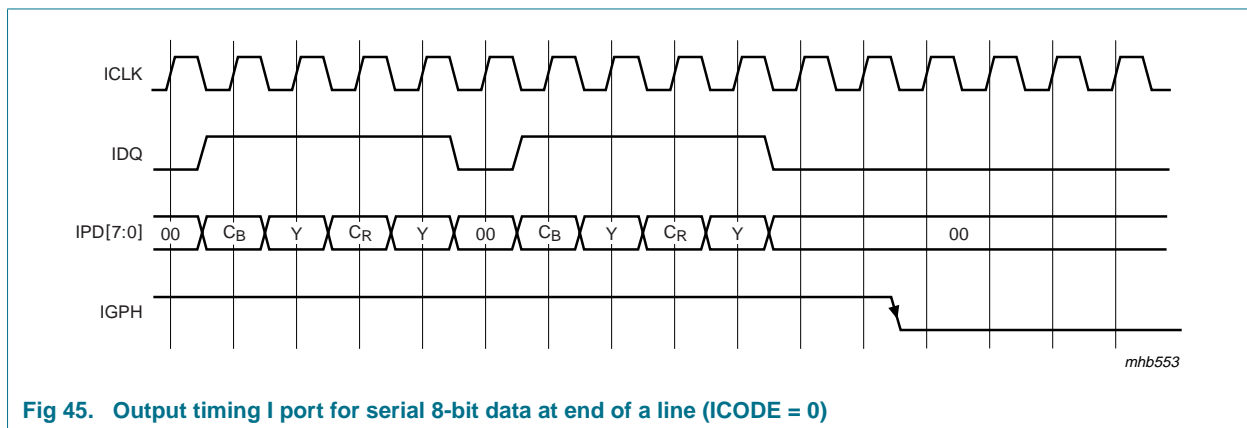 ICLK
IDQ
IPD[7:0] 00 CB Y CR Y 00 CB Y CR Y 00
IGPH
mhb553
Fig 45. Output timing I port for serial 8-bit data at end of a line (ICODE = 0)